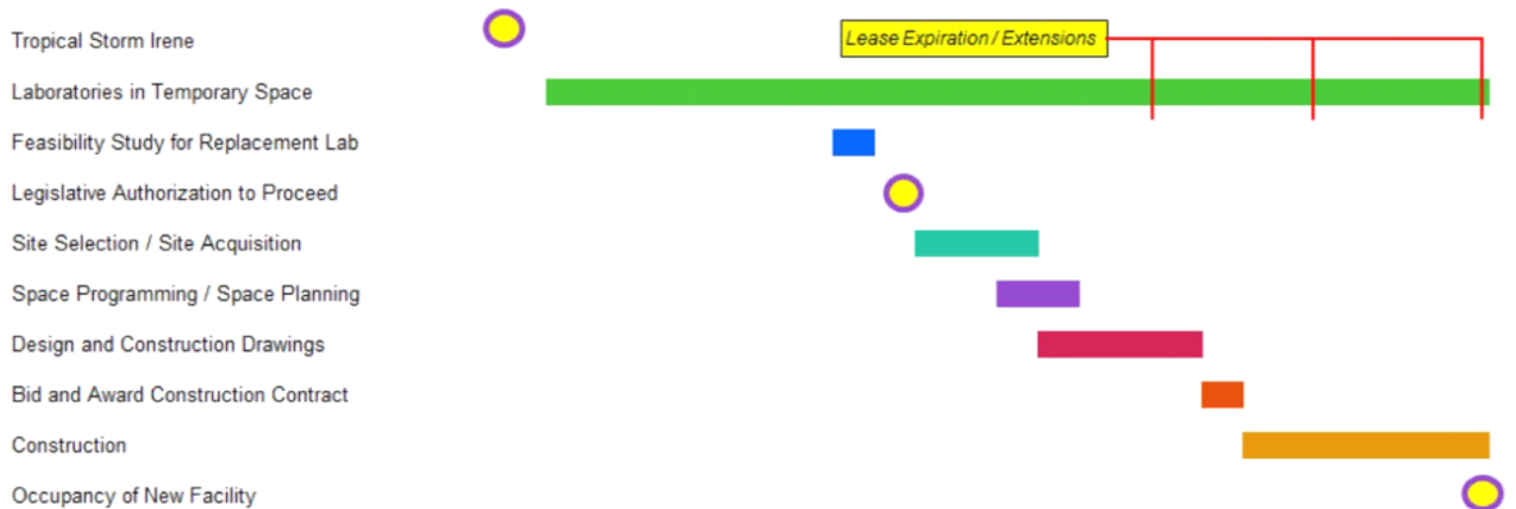 Tropical Storm Irene
Lease Expiration / Extensions
Laboratories in Temporary Space
Feasibility Study for Replacement Lab
Legislative Authorization to Proceed
Site Selection / Site Acquisition
Space Programming / Space Planning
Design and Construction Drawings
Bid and Award Construction Contract
Construction
Occupancy of New Facility